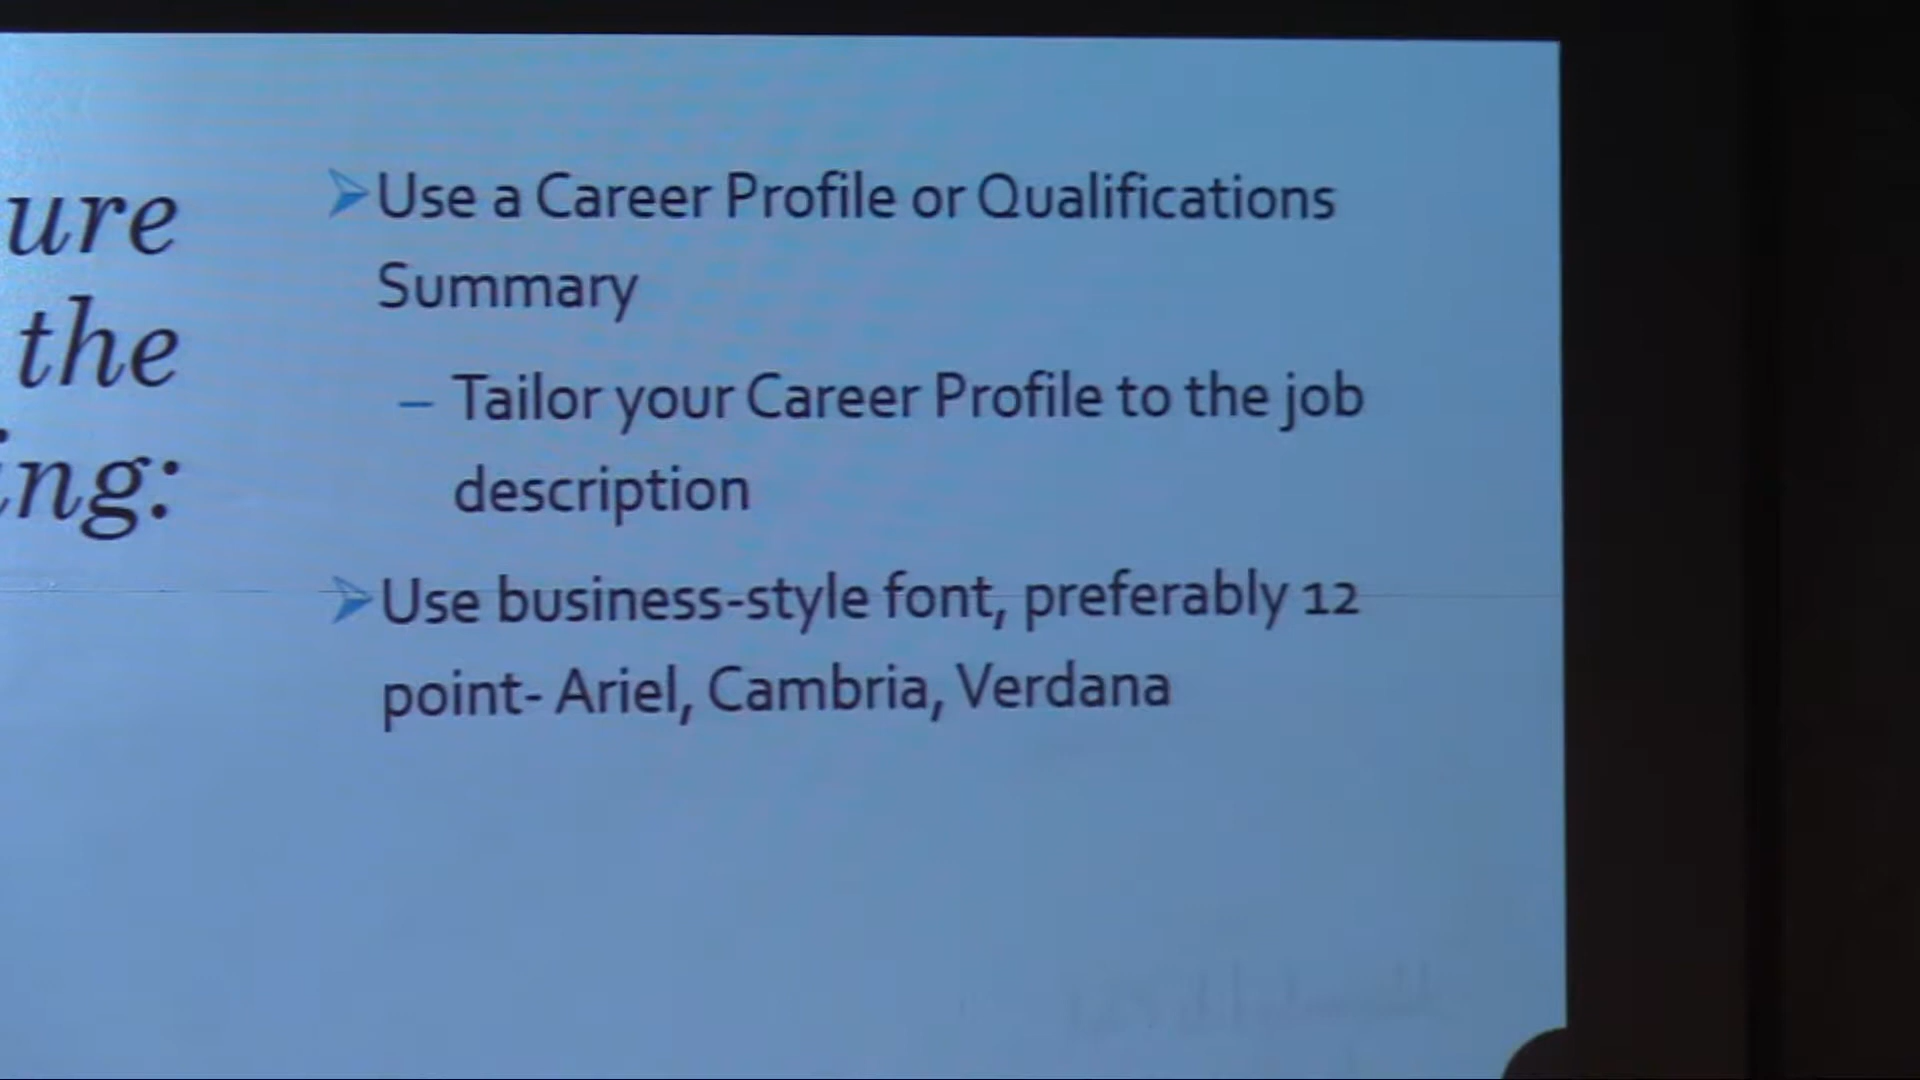 ure
the
ing:
Use a Career Profile or Qualifications
Summary
– Tailor your Career Profile to the job
description
Use business-style font, preferably 12
point- Ariel, Cambria, Verdana